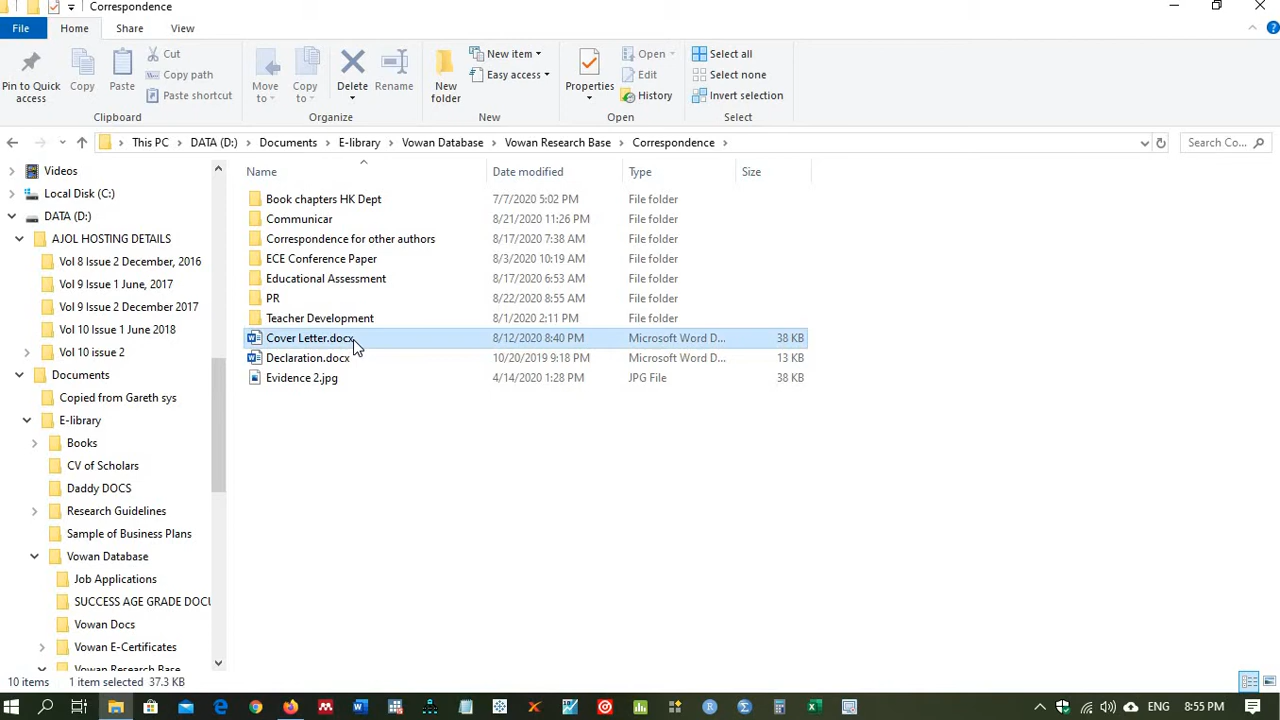 Correspondence
File Home Share View
Pin to Quick access
Copy
Paste
Cut
Copy path
Paste shortcut
Clipboard
Move to
Copy to
Delete
Rename
Organize
New folder
New item
Easy access
New
Properties
Open
Edit
History
Open
Select all
Select none
Invert selection
Select
This PC > DATA (D:) > Documents > E-library > Vowan Database > Vowan Research Base > Correspondence >
Search Co...
Videos
Local Disk (C:)
DATA (D:)
AJOL HOSTING DETAILS
Vol 8 Issue 2 December, 2016
Vol 9 Issue 1 June, 2017
Vol 9 Issue 2 December 2017
Vol 10 Issue 1 June 2018
Vol 10 issue 2
Documents
Copied from Gareth sys
E-library
Books
CV of Scholars
Daddy DOCS
Research Guidelines
Sample of Business Plans
Vowan Database
Job Applications
SUCCESS AGE GRADE DOCU
Vowan Docs
Vowan E-Certificates
Vowan Research Base
Name Date modified Type Size
Book chapters HK Dept 7/7/2020 5:02 PM File folder
Communicar 8/21/2020 11:26 PM File folder
Correspondence for other authors 8/17/2020 7:38 AM File folder
ECE Conference Paper 8/3/2020 10:19 AM File folder
Educational Assessment 8/17/2020 6:53 AM File folder
PR 8/22/2020 8:55 AM File folder
Teacher Development 8/1/2020 2:11 PM File folder
Cover Letter.docx 8/12/2020 8:40 PM Microsoft Word D... 38 KB
Declaration.docx 10/20/2019 9:18 PM Microsoft Word D... 13 KB
Evidence 2.jpg 4/14/2020 1:28 PM JPG File 38 KB
10 items 1 item selected 37.3 KB
ENG 8:55 PM